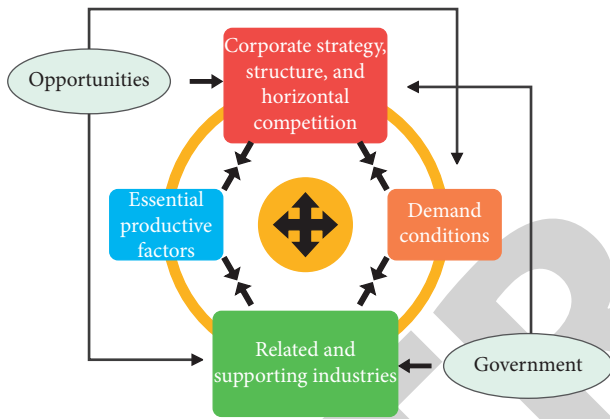 Corporate strategy,
structure, and
horizontal
competition
Opportunities
Essential
productive
factors
Demand
conditions
Related and
supporting industries
Government